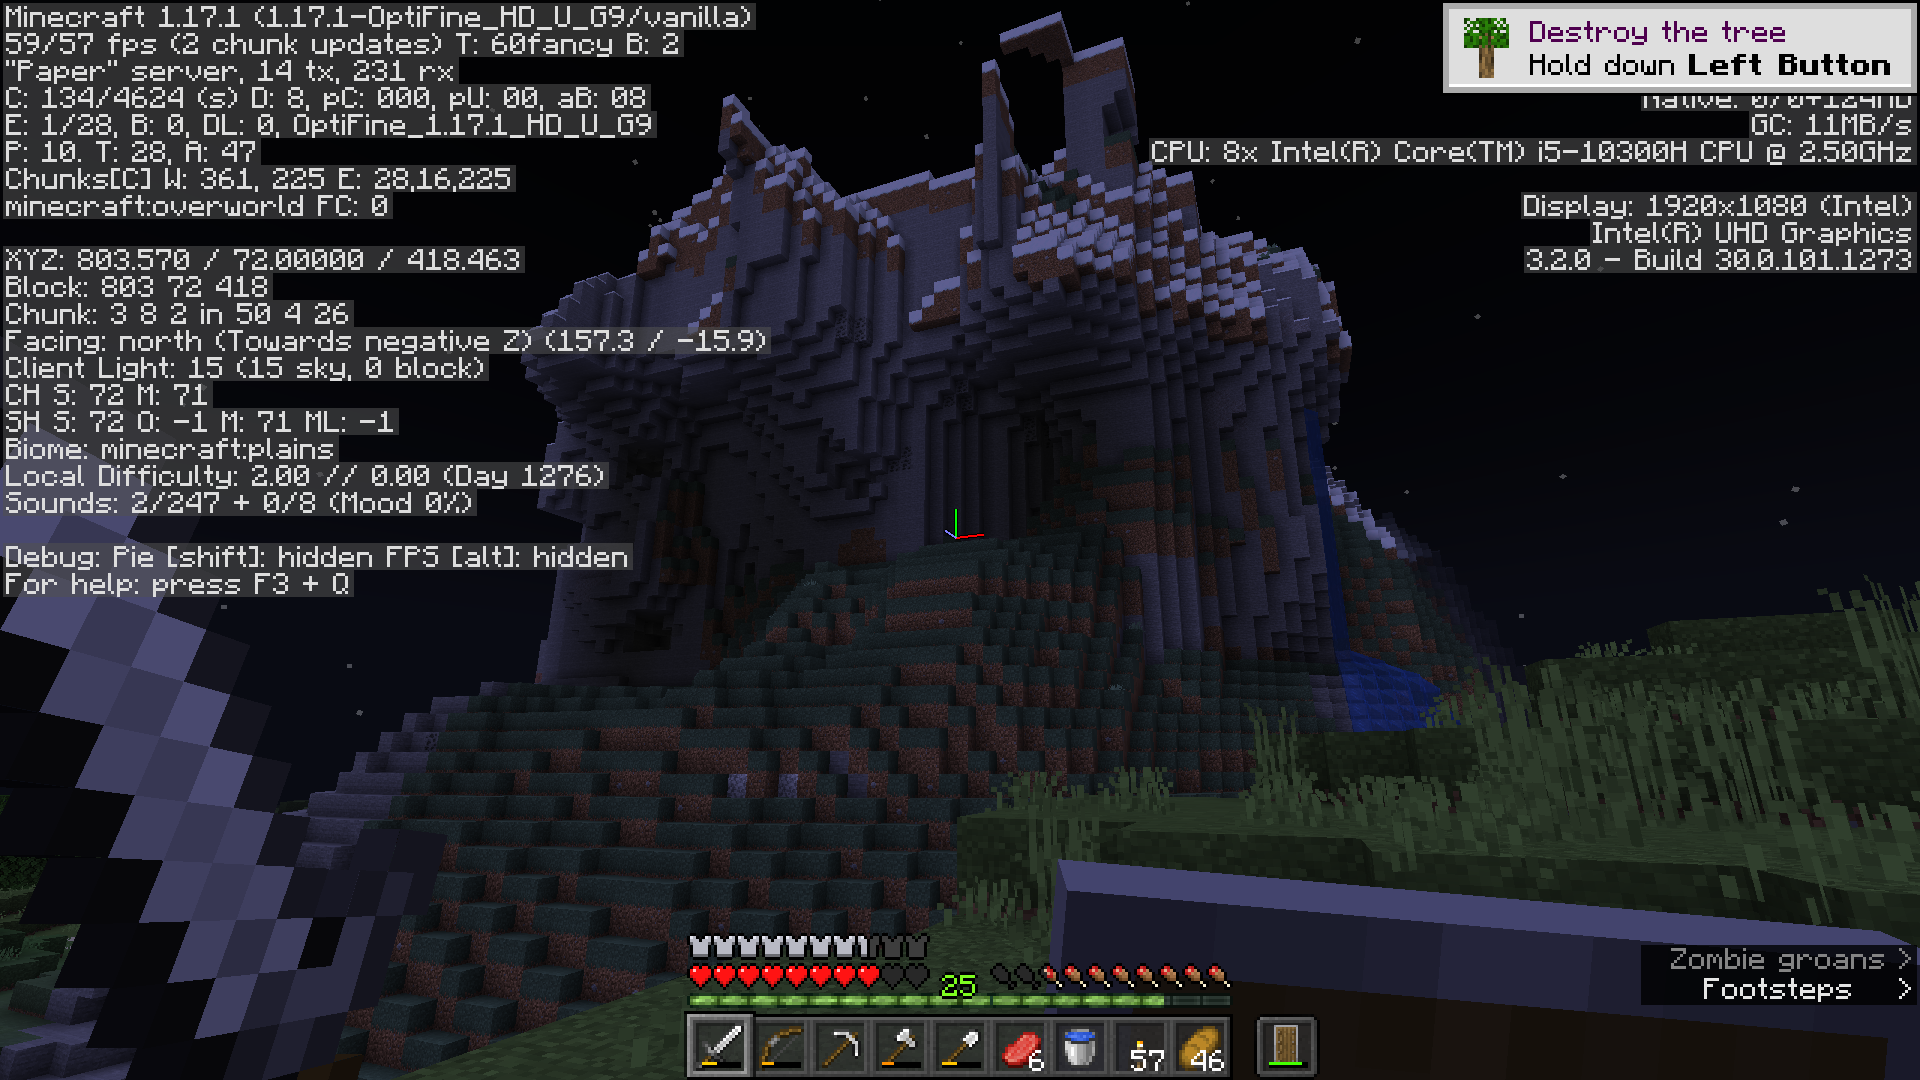 Minecraft 1.17.1 (1.17.1-OptiFine_HD_U_G9/vanilla)
59/57 fps (2 chunk updates) T: 60fancy B: 2
"Paper" server, 14 tx, 231 rx
C: 134/4624 (s) D: 8, pC: 000, pU: 00, aB: 08
E: 1/28, B: 0, DL: 0, OptiFine_1.17.1_HD_U_G9
P: 10. T: 28, A: 47
Chunks[C] W: 361, 225 E: 28,16,225
minecraft:overworld FC: 0
XYZ: 803.570 / 72.00000 / 418.463
Block: 803 72 418
Chunk: 3 8 2 in 50 4 26
Facing: north (Towards negative Z) (157.3 / -15.9)
Client Light: 15 (15 sky, 0 block)
CH S: 72 M: 71
SH S: 72 O: -1 M: 71 ML: -1
Biome: minecraft:plains
Local Difficulty: 2.00 // 0.00 (Day 1276)
Sounds: 2/247 + 0/8 (Mood 0%)
Debug: Pie [shift]: hidden FPS [alt]: hidden
For help: press F3 + Q
Destroy the tree
Hold down Left Button
Native: 0/0+124MB
GC: 11MB/s
CPU: 8x Intel(R) Core(TM) i5-10300H CPU @ 2.50GHz
Display: 1920x1080 (Intel)
Intel(R) UHD Graphics
3.2.0 - Build 30.0.101.1273
Zombie groans >
Footsteps >
25
6
57
46